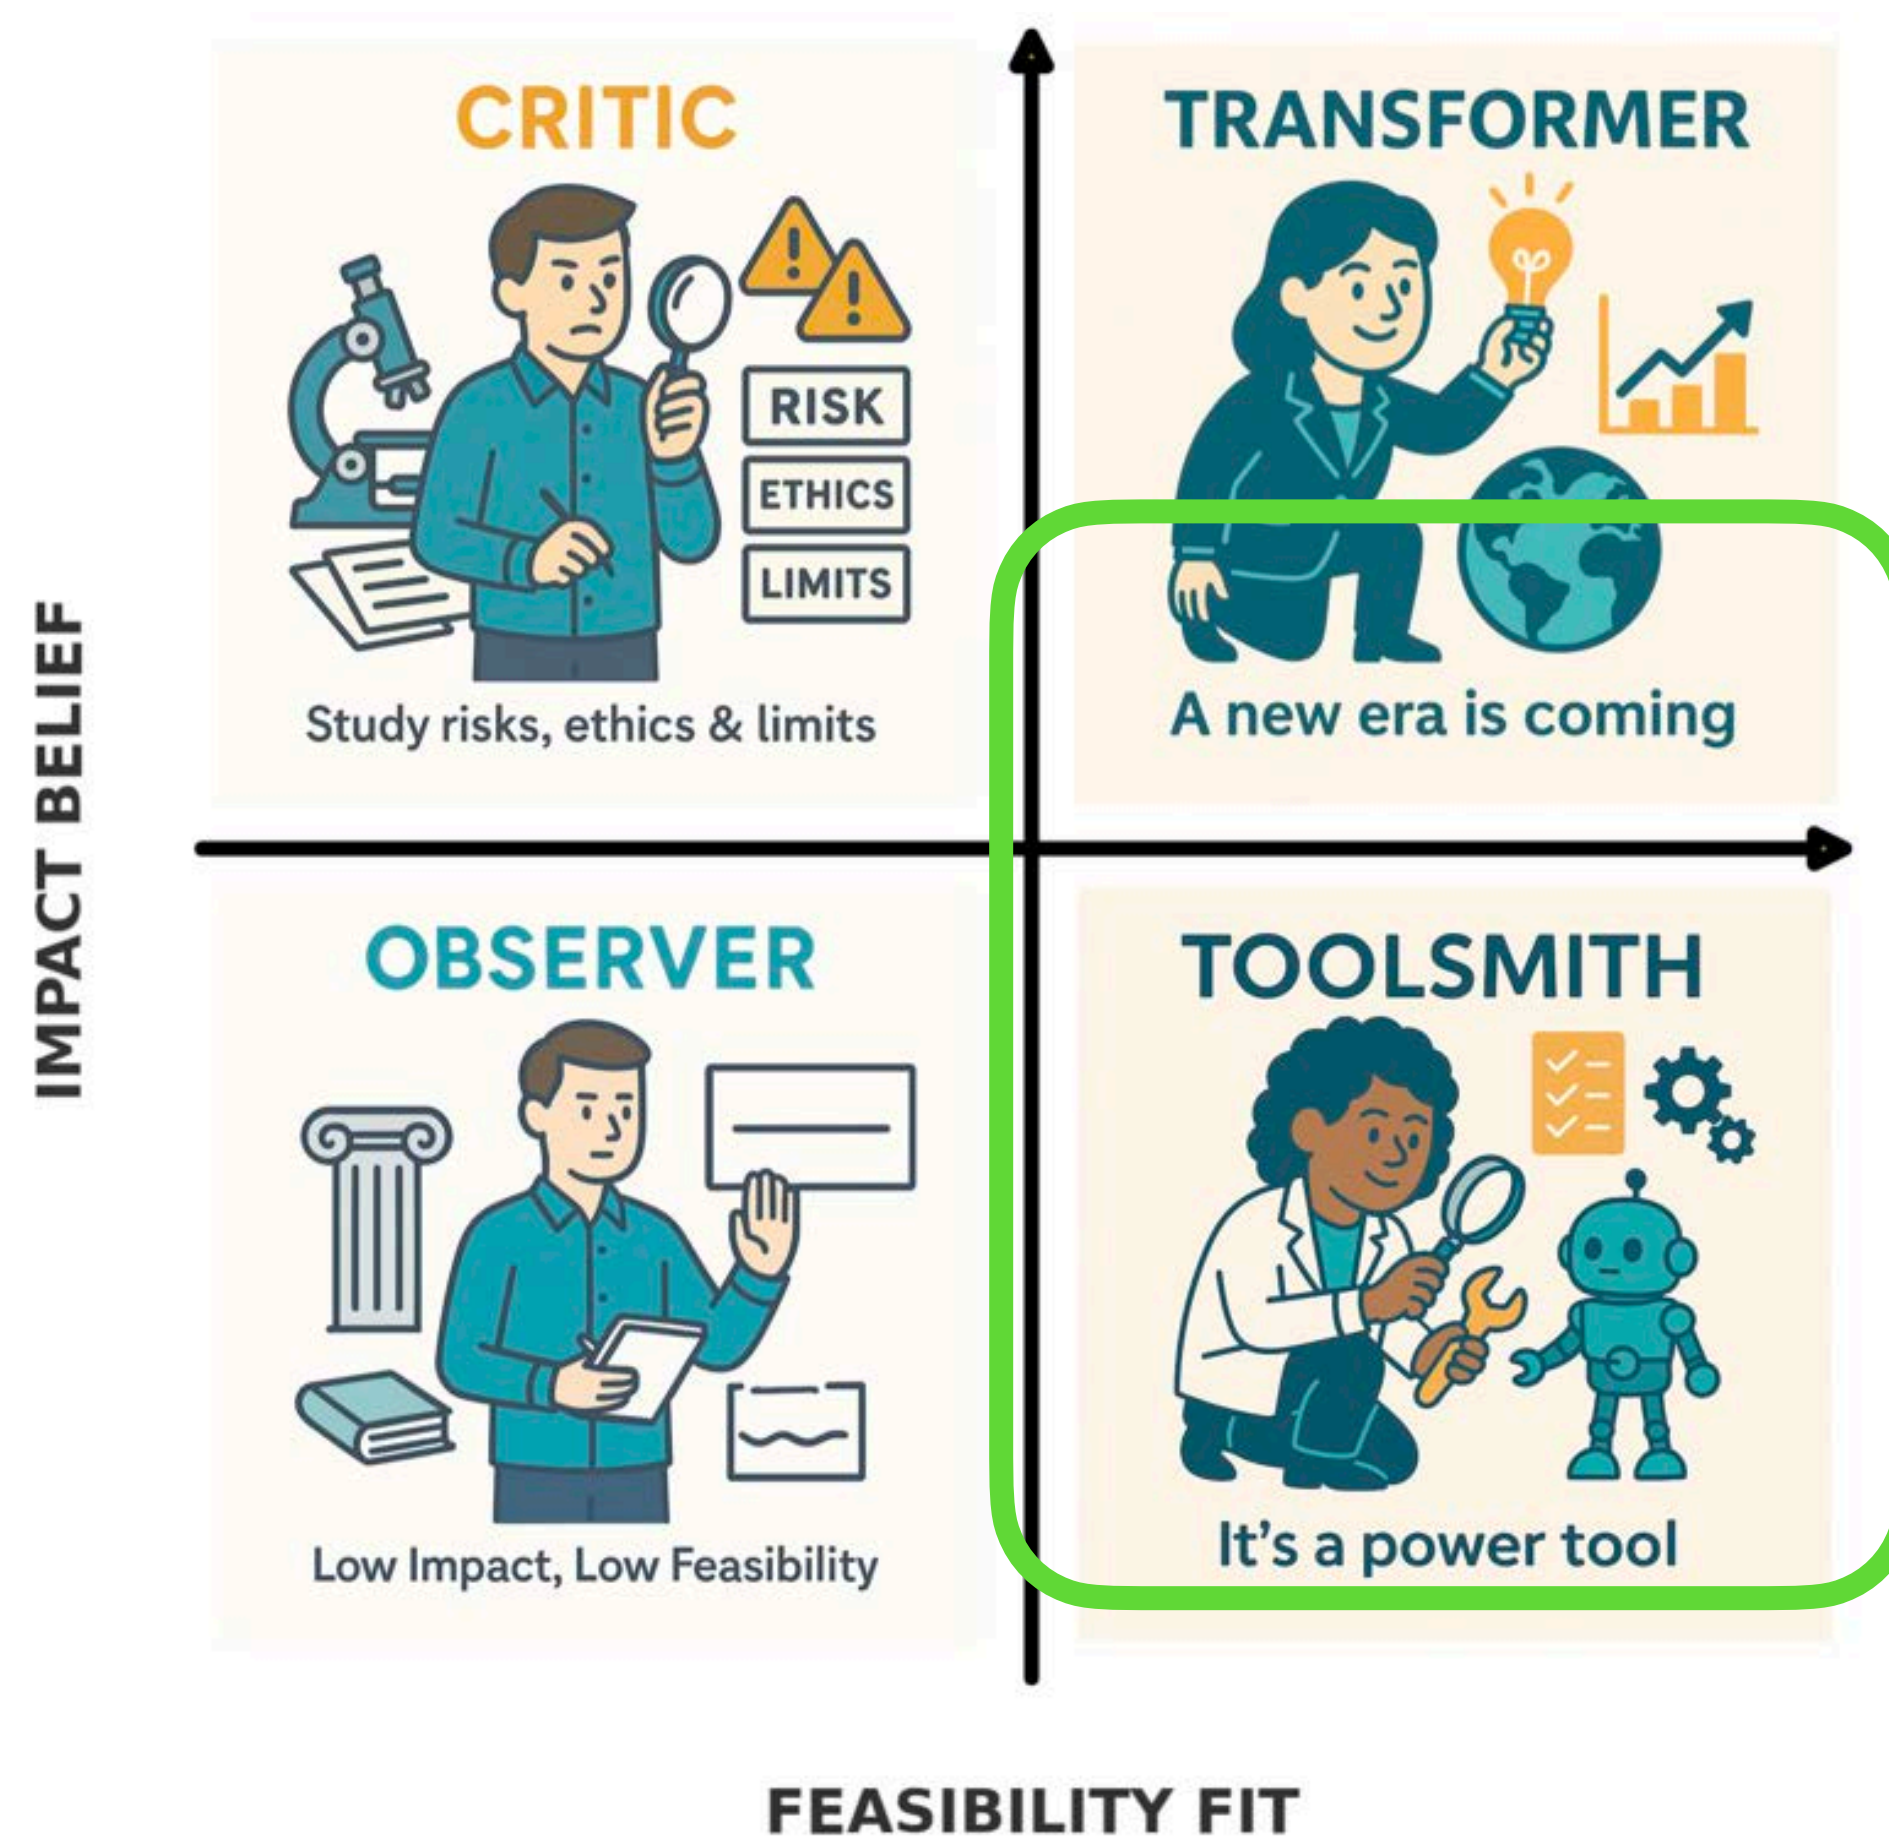 CRITIC
RISK
ETHICS
LIMITS
Study risks, ethics & limits
TRANSFORMER
A new era is coming
IMPACT BELIEF
OBSERVER
Low Impact, Low Feasibility
TOOLSMITH
It's a power tool
FEASIBILITY FIT